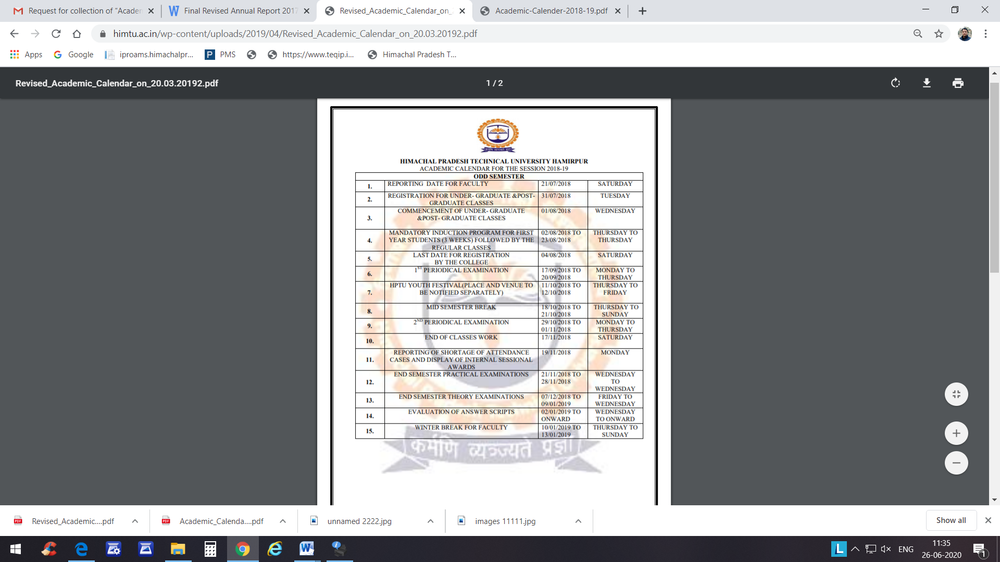 Request for collection of "Acaden
Final Revised Annual Report 2017
Revised_Academic_Calendar_on_2
Academic-Calender-2018-19.pdf
himtu.ac.in/wp-content/uploads/2019/04/Revised_Academic_Calendar_on_20.03.20192.pdf
Apps
Google
iproams.himachalpr...
PMS
https://www.teqip.i...
Himachal Pradesh T...
Revised_Academic_Calendar_on_20.03.20192.pdf
1 / 2
HIMACHAL PRADESH TECHNICAL UNIVERSITY HAMIRPUR
ACADEMIC CALENDAR FOR THE SESSION 2018-19
ODD SEMESTER
1. REPORTING DATE FOR FACULTY 21/07/2018 SATURDAY
2. REGISTRATION FOR UNDER- GRADUATE &POST- 31/07/2018 TUESDAY
GRADUATE CLASSES
3. COMMENCEMENT OF UNDER- GRADUATE 01/08/2018 WEDNESDAY
&POST- GRADUATE CLASSES
4. MANDATORY INDUCTION PROGRAM FOR FIRST 02/08/2018 TO THURSDAY TO
YEAR STUDENTS (3 WEEKS) FOLLOWED BY THE 23/08/2018 THURSDAY
REGULAR CLASSES
5. LAST DATE FOR REGISTRATION 04/08/2018 SATURDAY
BY THE COLLEGE
6. 1ST PERIODICAL EXAMINATION 17/09/2018 TO MONDAY TO
20/09/2018 THURSDAY
7. HPTU YOUTH FESTIVAL(PLACE AND VENUE TO 11/10/2018 TO THURSDAY TO
BE NOTIFIED SEPARATELY) 12/10/2018 FRIDAY
8. MID SEMESTER BREAK 18/10/2018 TO THURSDAY TO
21/10/2018 SUNDAY
9. 2ND PERIODICAL EXAMINATION 29/10/2018 TO MONDAY TO
01/11/2018 THURSDAY
10. END OF CLASSES WORK 17/11/2018 SATURDAY
11. REPORTING OF SHORTAGE OF ATTENDANCE 19/11/2018 MONDAY
CASES AND DISPLAY OF INTERNAL SESSIONAL
AWARDS
12. END SEMESTER PRACTICAL EXAMINATIONS 21/11/2018 TO WEDNESDAY
28/11/2018 TO
WEDNESDAY
13. END SEMESTER THEORY EXAMINATIONS 07/12/2018 TO FRIDAY TO
09/01/2019 WEDNESDAY
14. EVALUATION OF ANSWER SCRIPTS 02/01/2019 TO WEDNESDAY
ONWARD TO ONWARD
15. WINTER BREAK FOR FACULTY 10/01/2019 TO THURSDAY TO
13/01/2019 SUNDAY
कर्मणि व्यज्यते प्रज्ञा
Revised_Academic....pdf
Academic_Calenda....pdf
unnamed 2222.jpg
images 11111.jpg
Show all
ENG
11:35
26-06-2020
1